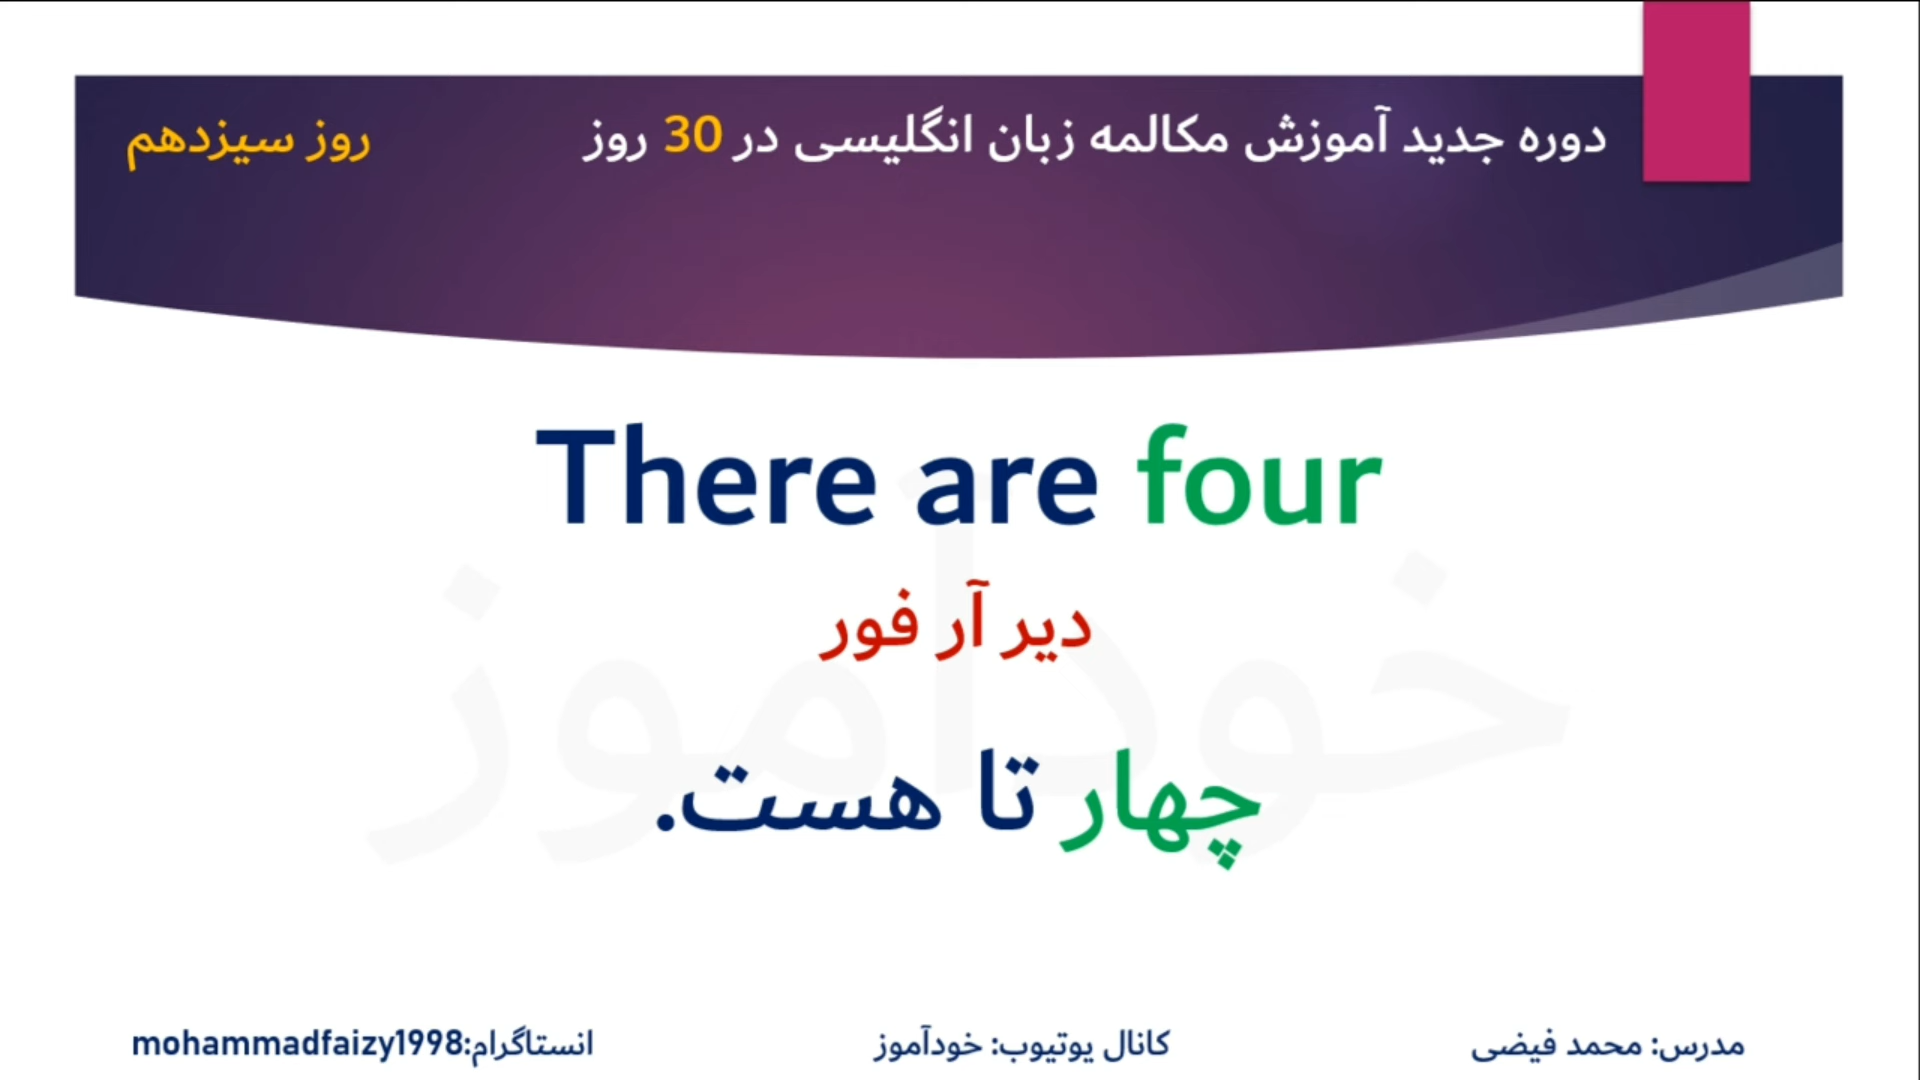 دوره جدید آموزش مکالمه زبان انگلیسی در 30 روز
روز سیزدهم
There are four
دیر آر فور
چهار تا هست.
خودآموز
مدرس: محمد فیضی
کانال یوتیوب: خودآموز
انستاگرام:mohammadfaizy1998